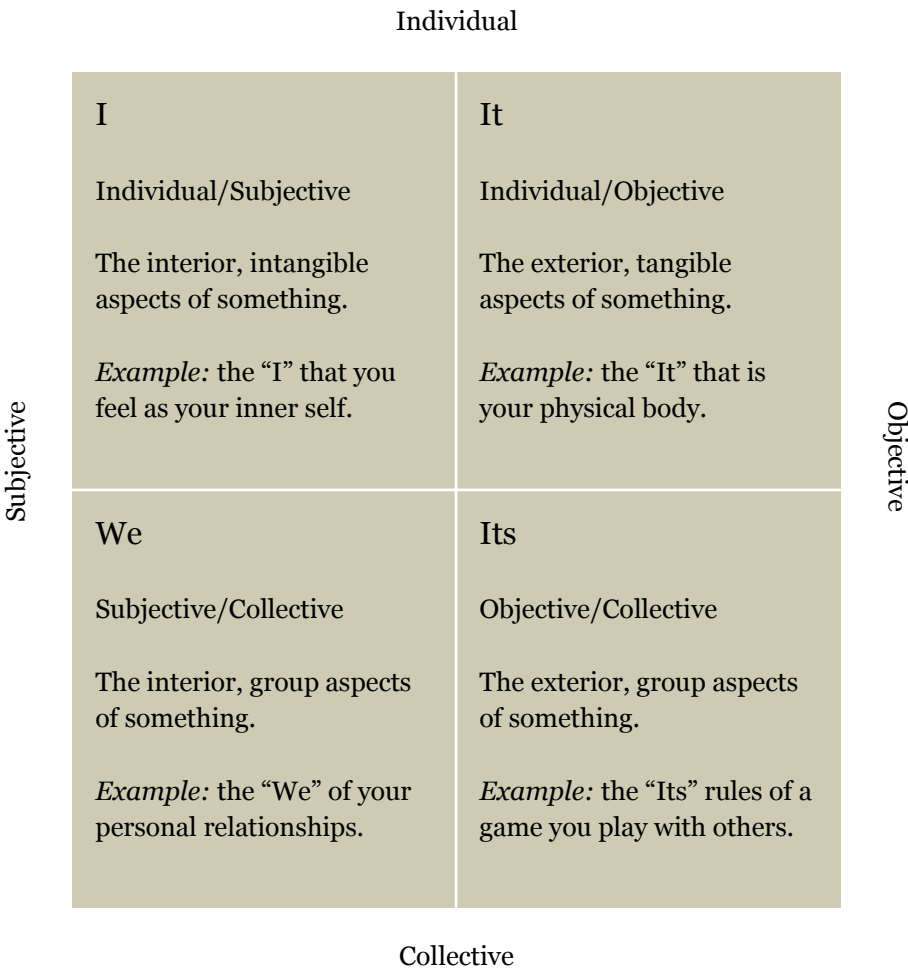 Individual
I
Individual/Subjective
The interior, intangible
aspects of something.
Example: the “I” that you
feel as your inner self.
It
Individual/Objective
The exterior, tangible
aspects of something.
Example: the “It” that is
your physical body.
Subjective
Objective
We
Subjective/Collective
The interior, group aspects
of something.
Example: the “We” of your
personal relationships.
Its
Objective/Collective
The exterior, group aspects
of something.
Example: the “Its” rules of a
game you play with others.
Collective